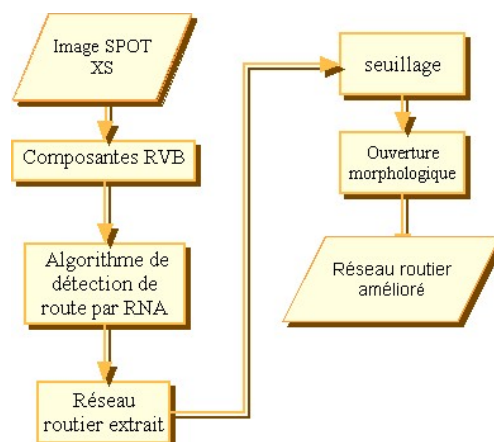 Image SPOT
XS
Composantes RVB
Algorithme de
détection de
route par RNA
Réseau
routier extrait
seuillage
Ouverture
morphologique
Réseau routier
amélioré